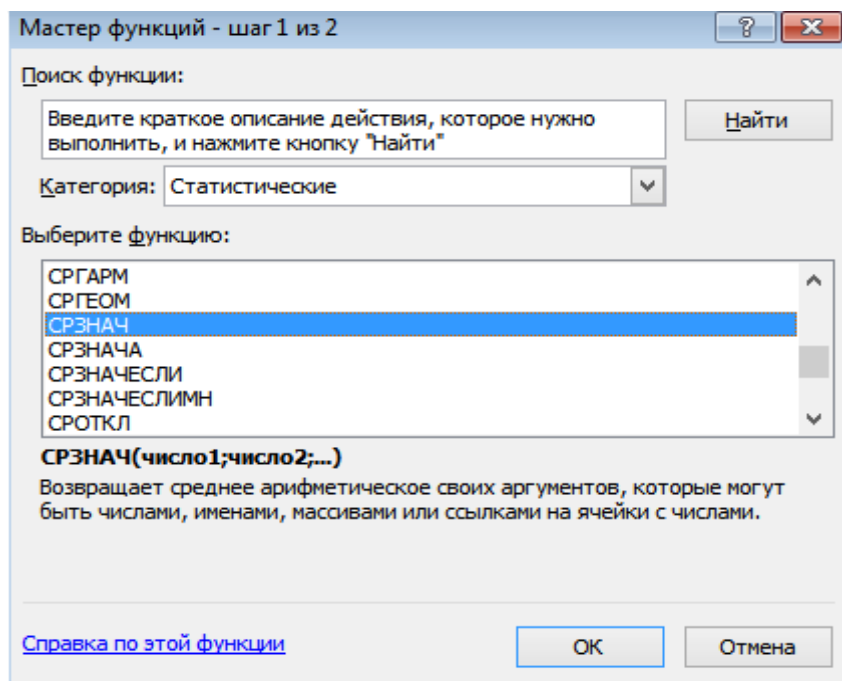 Мастер функций - шаг 1 из 2
Поиск функции:
Введите краткое описание действия, которое нужно
выполнить, и нажмите кнопку "Найти"
Найти
Категория: Статистические
Выберите функцию:
СРГАРМ
СРГЕОМ
СРЗНАЧ
СРЗНАЧА
СРЗНАЧЕСЛИ
СРЗНАЧЕСЛИМН
СРОТКЛ
СРЗНАЧ(число1;число2;...)
Возвращает среднее арифметическое своих аргументов, которые могут
быть числами, именами, массивами или ссылками на ячейки с числами.
Справка по этой функции
ОК
Отмена